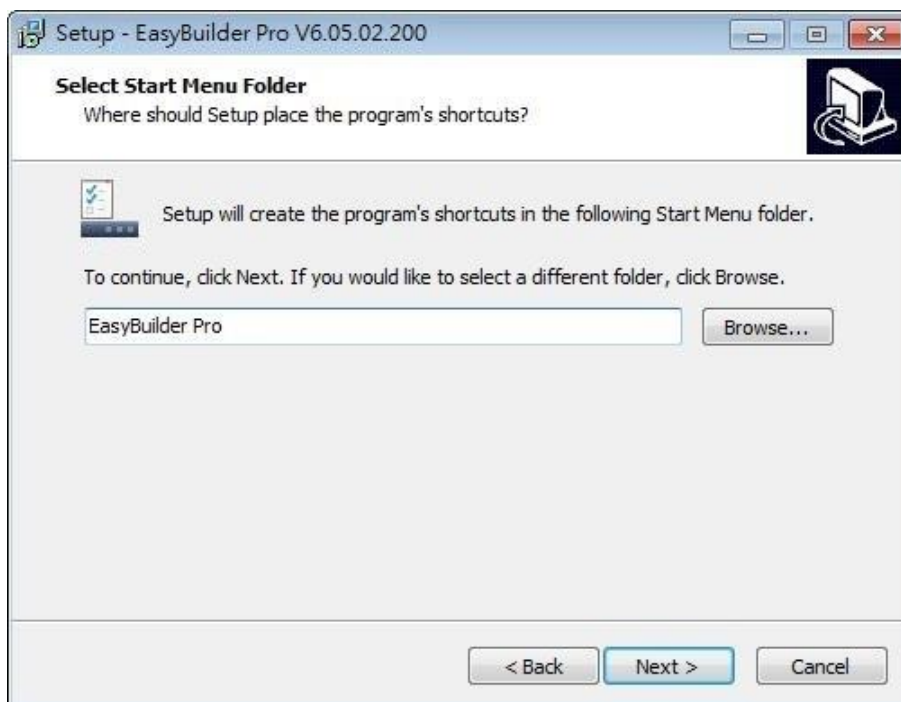 Setup - EasyBuilder Pro V6.05.02.200
Select Start Menu Folder
Where should Setup place the program's shortcuts?
Setup will create the program's shortcuts in the following Start Menu folder.
To continue, click Next. If you would like to select a different folder, click Browse.
EasyBuilder Pro
Browse...
< Back
Next >
Cancel